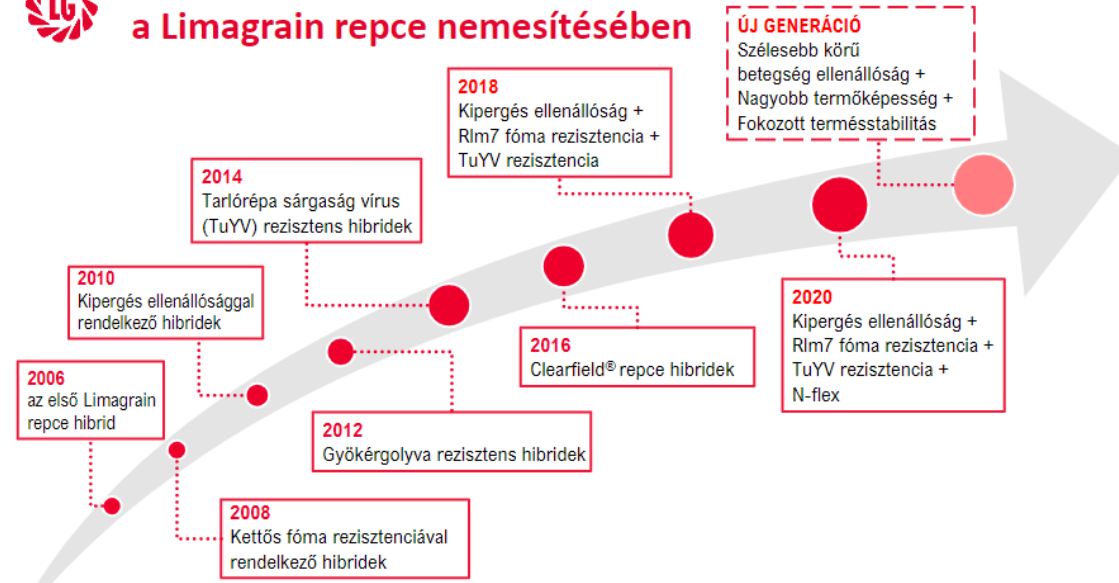 LG
a Limagrain repce nemesítésében
ÚJ GENERÁCIÓ
Szélesebb körű
betegség ellenállóság +
Nagyobb termőképesség +
Fokozott termésstabilitás
2018
Kipergés ellenállóság +
Rlm7 fóma rezisztencia +
TuYV rezisztencia
2014
Tarlórépa sárgaság vírus
(TuYV) rezisztens hibridek
2010
Kipergés ellenállósággal
rendelkező hibridek
2006
az első Limagrain
repce hibrid
2020
Kipergés ellenállóság +
Rlm7 fóma rezisztencia +
TuYV rezisztencia +
N-flex
2016
Clearfield® repce hibridek
2012
Gyökérgolyva rezisztens hibridek
2008
Kettős fóma rezisztenciával
rendelkező hibridek